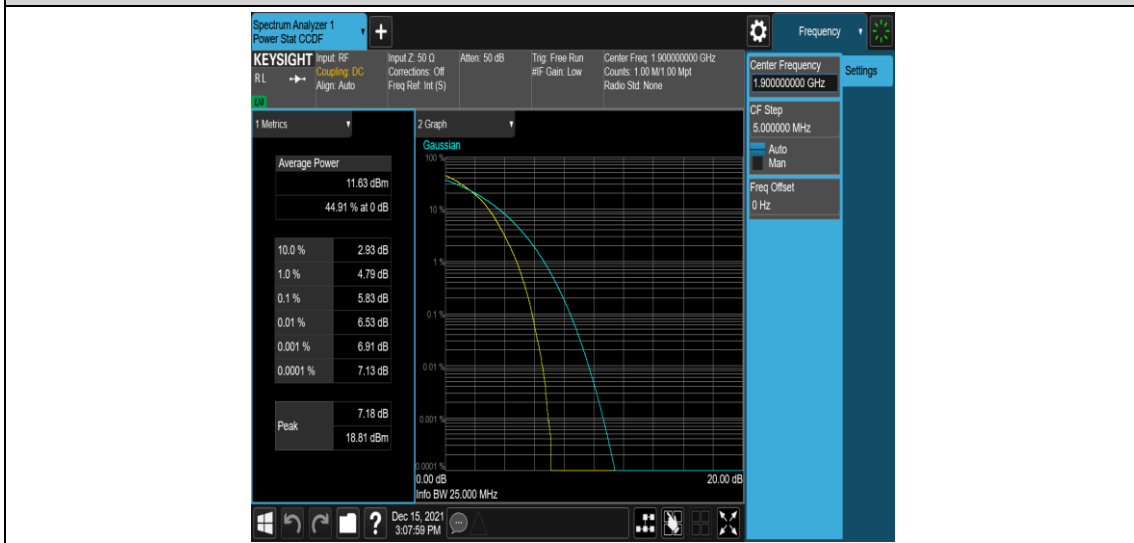 Spectrum Analyzer 1
Power Stat CCDF
+
Frequency
KEYSIGHT
RL
LXI
Input: RF
Coupling: DC
Align: Auto
Input Z: 50 Ω
Corrections: Off
Freq Ref: Int (S)
Atten: 50 dB
Trig: Free Run
#IF Gain: Low
Center Freq: 1.900000000 GHz
Counts: 1.00 M/1.00 Mpt
Radio Std: None
Center Frequency
1.900000000 GHz
Settings
CF Step
5.000000 MHz
Auto
Man
Freq Offset
0 Hz
1 Metrics
Average Power
11.63 dBm
44.91 % at 0 dB
10.0 % 2.93 dB
1.0 % 4.79 dB
0.1 % 5.83 dB
0.01 % 6.53 dB
0.001 % 6.91 dB
0.0001 % 7.13 dB
Peak 7.18 dB
18.81 dBm
2 Graph
Gaussian
100 %
10 %
1 %
0.1 %
0.01 %
0.001 %
0.0001 %
0.00 dB 20.00 dB
Info BW 25.000 MHz
?
Dec 15, 2021
3:07:59 PM